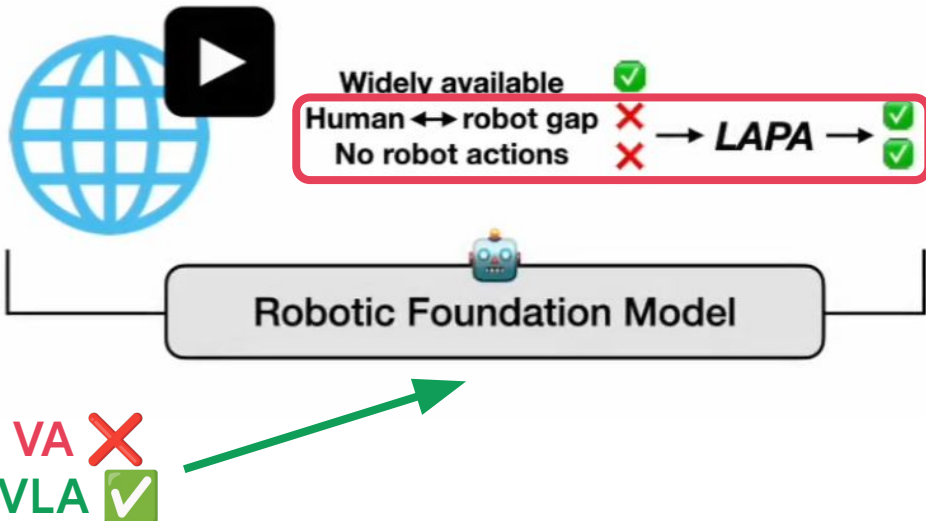 Widely available ✅
Human ↔ robot gap ❌ → LAPA → ✅
No robot actions ❌ ✅
Robotic Foundation Model
VA ❌
VLA ✅